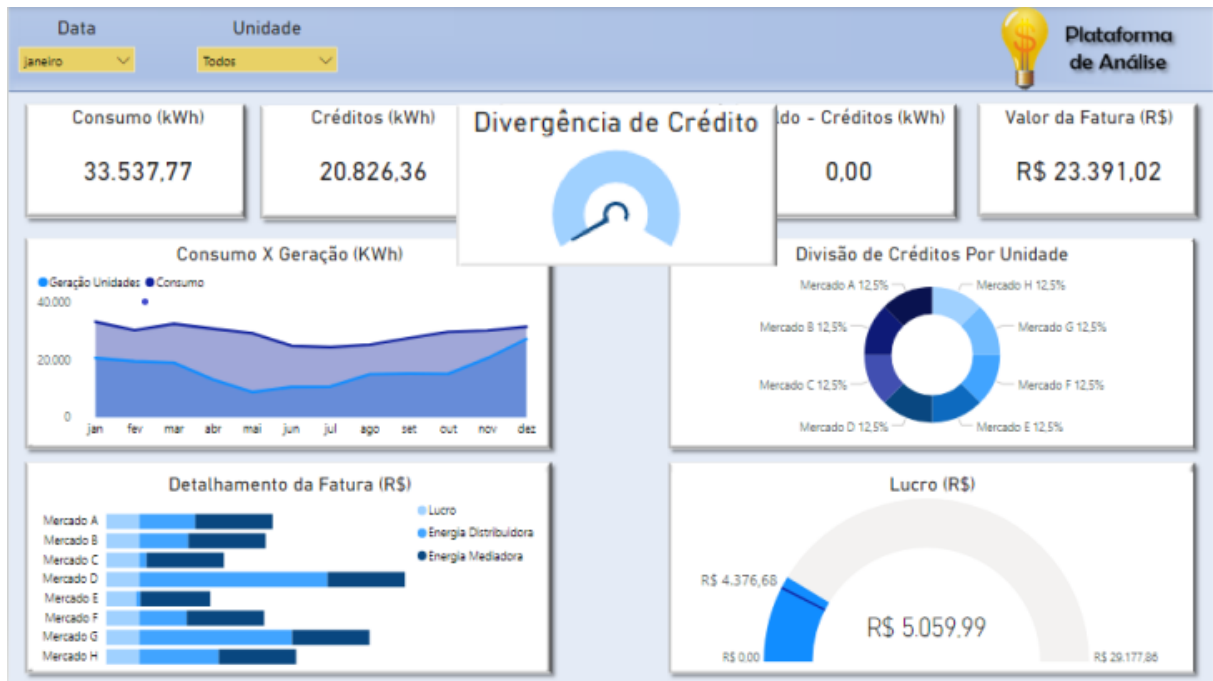 Data
Unidade
Plataforma
de Análise
janeiro
Todos
Consumo (kWh)
33.537,77
Créditos (kWh)
20.826,36
Divergência de Crédito
ldo - Créditos (kWh)
0,00
Valor da Fatura (R$)
R$ 23.391,02
Consumo X Geração (KWh)
Geração Unidades Consumo
40.000
20.000
0
jan fev mar abr mai jun jul ago set out nov dez
Divisão de Créditos Por Unidade
Mercado A 12,5%
Mercado H 12,5%
Mercado B 12,5%
Mercado G 12,5%
Mercado C 12,5%
Mercado F 12,5%
Mercado D 12,5%
Mercado E 12,5%
Detalhamento da Fatura (R$)
Lucro
Energia Distribuidora
Energia Mediadora
Mercado A
Mercado B
Mercado C
Mercado D
Mercado E
Mercado F
Mercado G
Mercado H
Lucro (R$)
R$ 4.376,68
R$ 5.059,99
R$ 0,00
R$ 29.177,86